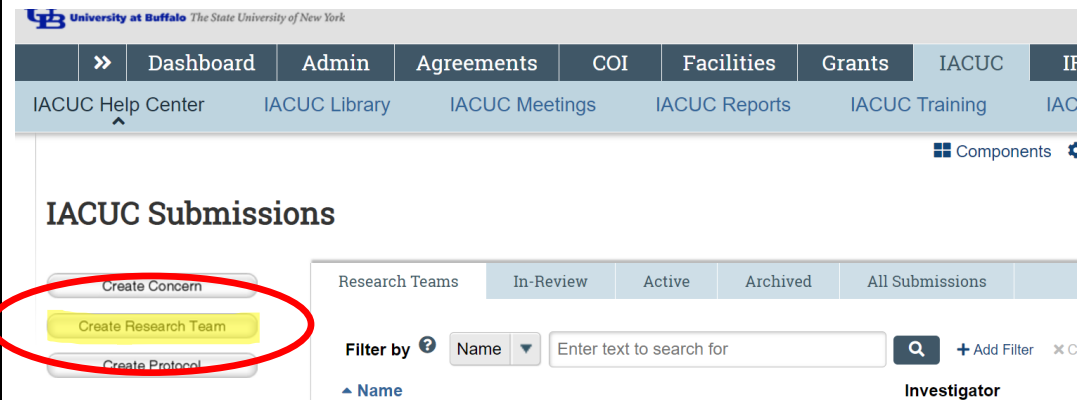 University at Buffalo The State University of New York
Dashboard Admin Agreements COI Facilities Grants IACUC
IACUC Help Center IACUC Library IACUC Meetings IACUC Reports IACUC Training
Components
IACUC Submissions
Create Concern
Research Teams In-Review Active Archived All Submissions
Create Research Team
Filter by ? Name Enter text to search for + Add Filter
Create Protocol
Name Investigator